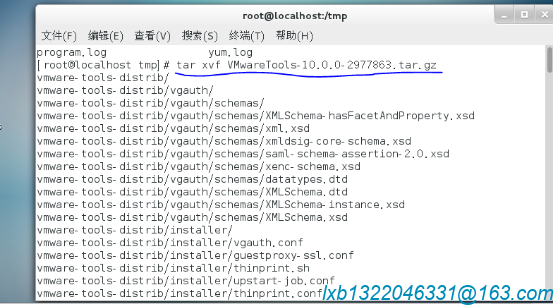 root@localhost:/tmp
文件(F) 编辑(E) 查看(V) 搜索(S) 终端(T) 帮助(H)
program.log yum.log
[root@localhost tmp]# tar xvf VMwareTools-10.0.0-2977863.tar.gz
vmware-tools-distrib/
vmware-tools-distrib/vgauth/
vmware-tools-distrib/vgauth/schemas/
vmware-tools-distrib/vgauth/schemas/XMLSchema-hasFacetAndProperty.xsd
vmware-tools-distrib/vgauth/schemas/xml.xsd
vmware-tools-distrib/vgauth/schemas/xmldsig-core-schema.xsd
vmware-tools-distrib/vgauth/schemas/saml-schema-assertion-2.0.xsd
vmware-tools-distrib/vgauth/schemas/xenc-schema.xsd
vmware-tools-distrib/vgauth/schemas/datatypes.dtd
vmware-tools-distrib/vgauth/schemas/XMLSchema.dtd
vmware-tools-distrib/vgauth/schemas/XMLSchema-instance.xsd
vmware-tools-distrib/vgauth/schemas/XMLSchema.xsd
vmware-tools-distrib/installer/
vmware-tools-distrib/installer/vgauth.conf
vmware-tools-distrib/installer/guestproxy-ssl.conf
vmware-tools-distrib/installer/thinprint.sh
vmware-tools-distrib/installer/upstart-job.conf
vmware-tools-distrib/installer/thinprint.conf
lxb1322046331@163.com